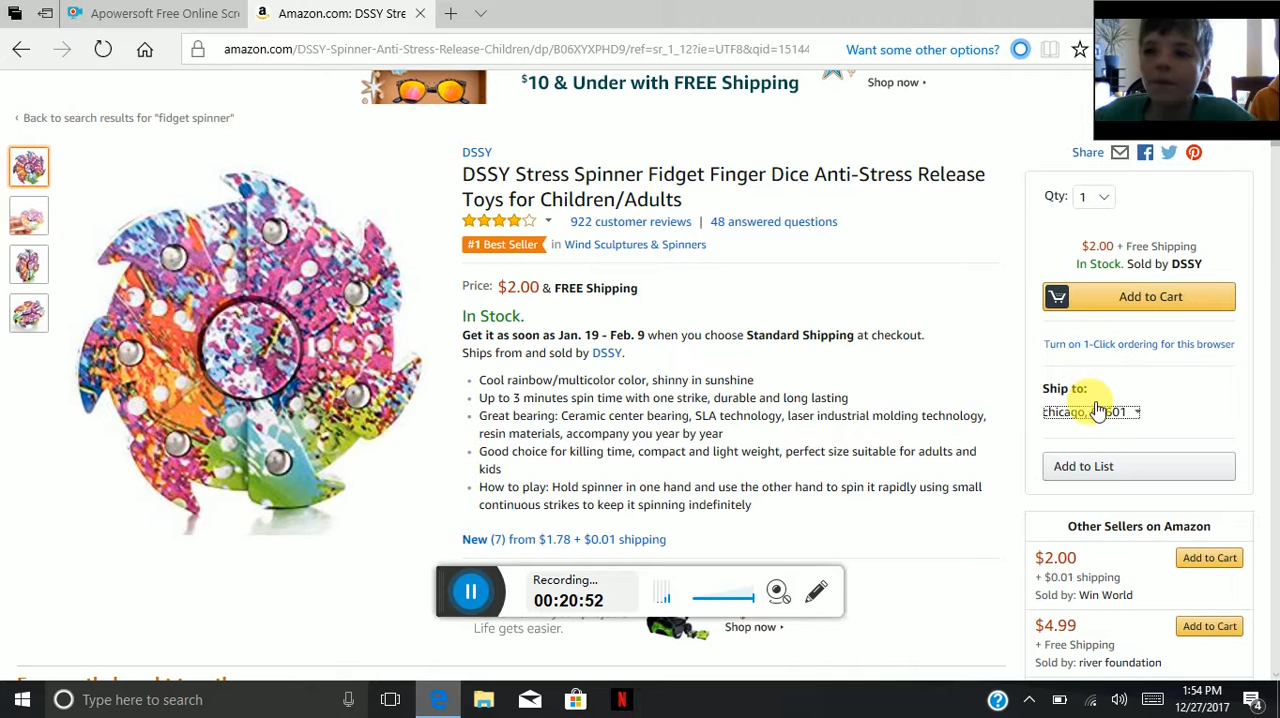 Apowersoft Free Online Scr
Amazon.com: DSSY Stre
amazon.com/DSSY-Spinner-Anti-Stress-Release-Children/dp/B06XYXPHD9/ref=sr_1_12?ie=UTF8&qid=15144
Want some other options?
$10 & Under with FREE Shipping
Shop now ›
‹ Back to search results for "fidget spinner"
DSSY
DSSY Stress Spinner Fidget Finger Dice Anti-Stress Release
Toys for Children/Adults
922 customer reviews | 48 answered questions
#1 Best Seller in Wind Sculptures & Spinners
Price: $2.00 & FREE Shipping
In Stock.
Get it as soon as Jan. 19 - Feb. 9 when you choose Standard Shipping at checkout.
Ships from and sold by DSSY.
• Cool rainbow/multicolor color, shinny in sunshine
• Up to 3 minutes spin time with one strike, durable and long lasting
• Great bearing: Ceramic center bearing, SLA technology, laser industrial molding technology,
resin materials, accompany you year by year
• Good choice for killing time, compact and light weight, perfect size suitable for adults and
kids
• How to play: Hold spinner in one hand and use the other hand to spin it rapidly using small
continuous strikes to keep it spinning indefinitely
New (7) from $1.78 + $0.01 shipping
Recording...
00:20:52
Life gets easier.
Shop now ›
Share
Qty: 1
$2.00 + Free Shipping
In Stock. Sold by DSSY
Add to Cart
Turn on 1-Click ordering for this browser
Ship to:
chicago,
Add to List
Other Sellers on Amazon
$2.00
Add to Cart
+ $0.01 shipping
Sold by: Win World
$4.99
Add to Cart
+ Free Shipping
Sold by: river foundation
Type here to search
1:54 PM
12/27/2017
4